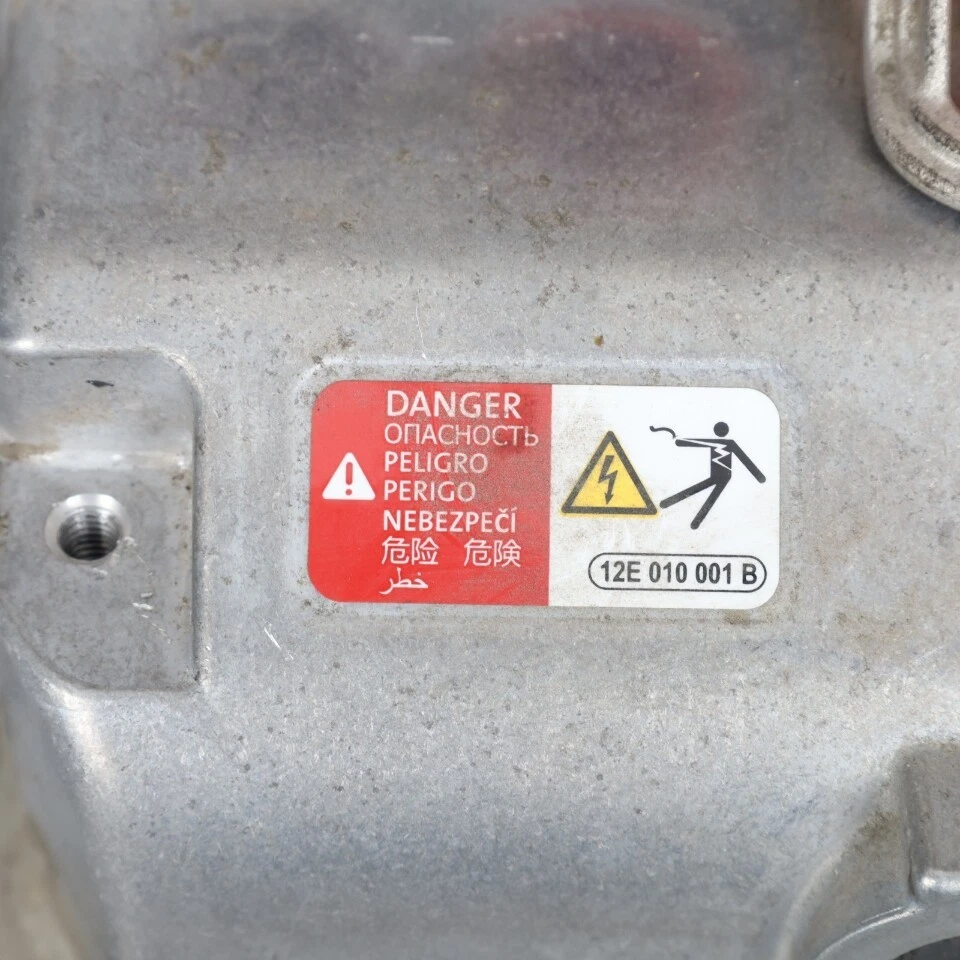 DANGER
ОПАСНОСТЬ
PELIGRO
PERIGO
NEBEZPEČÍ
危险 危険
خطر
12E 010 001 B